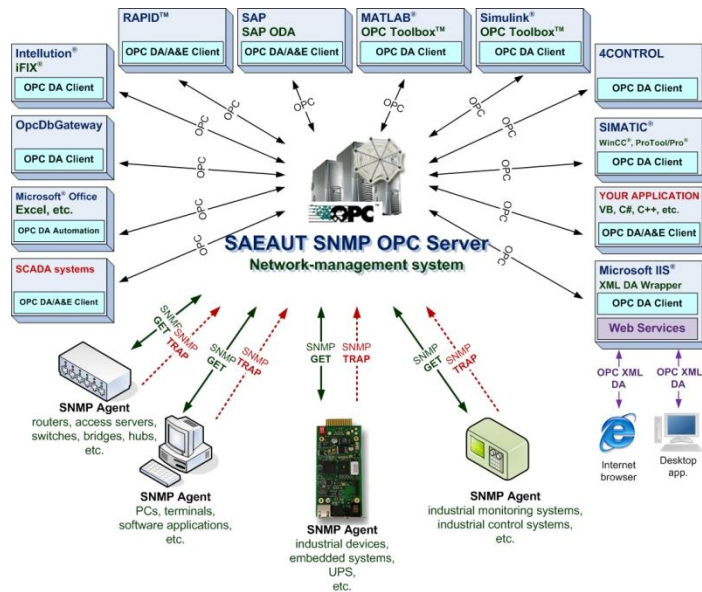 RAPID™
OPC DA/A&E Client
SAP
SAP ODA
OPC DA/A&E Client
MATLAB®
OPC Toolbox™
OPC DA Client
Simulink®
OPC Toolbox™
OPC DA Client
Intellution®
iFIX®
OPC DA Client
4CONTROL
OPC DA Client
OpcDbGateway
OPC DA Client
SIMATIC®
WinCC®, ProTool/Pro®
OPC DA Client
Microsoft® Office
Excel, etc.
OPC DA Automation
YOUR APPLICATION
VB, C#, C++, etc.
OPC DA/A&E Client
SCADA systems
OPC DA/A&E Client
Microsoft IIS®
XML DA Wrapper
OPC DA Client
Web Services
OPC
OPC
OPC
OPC
OPC
OPC
OPC
OPC
OPC
OPC
OPC
OPC
OPC
SAEAUT SNMP OPC Server
Network-management system
SNMP
GET
SNMP
TRAP
SNMP
GET
SNMP
TRAP
SNMP
GET
SNMP
TRAP
SNMP
GET
SNMP
TRAP
OPC XML
DA
OPC XML
DA
Internet
browser
Desktop
app.
SNMP Agent
routers, access servers,
switches, bridges, hubs,
etc.
SNMP Agent
PCs, terminals,
software applications,
etc.
SNMP Agent
industrial devices,
embedded systems,
UPS,
etc.
SNMP Agent
industrial monitoring systems,
industrial control systems,
etc.